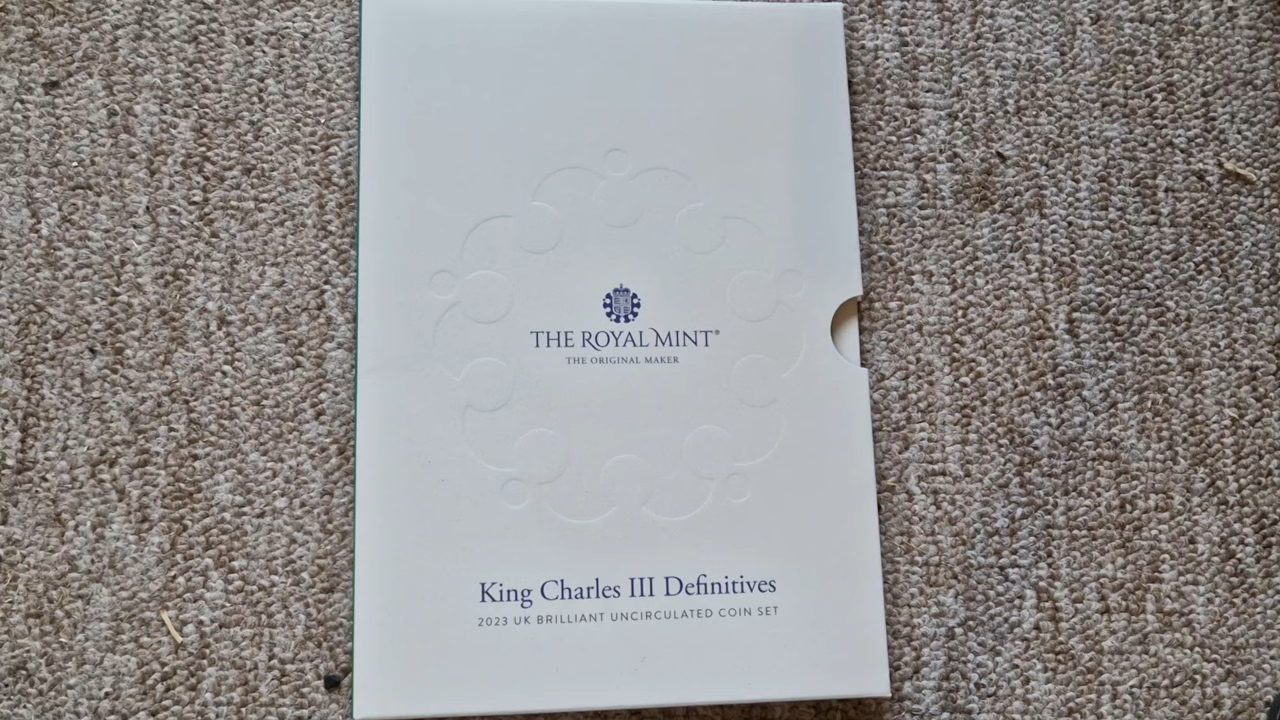 THE ROYAL MINT®
THE ORIGINAL MAKER
King Charles III Definitives
2023 UK BRILLIANT UNCIRCULATED COIN SET